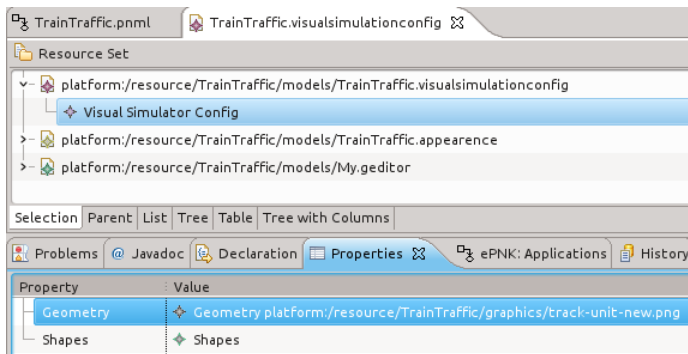 TrainTraffic.pnml TrainTraffic.visualsimulationconfig
Resource Set
platform:/resource/TrainTraffic/models/TrainTraffic.visualsimulationconfig
Visual Simulator Config
platform:/resource/TrainTraffic/models/TrainTraffic.appearence
platform:/resource/TrainTraffic/models/My.geditor
Selection Parent List Tree Table Tree with Columns
Problems @ Javadoc Declaration Properties ePNK: Applications History
Property Value
Geometry Geometry platform:/resource/TrainTraffic/graphics/track-unit-new.png
Shapes Shapes